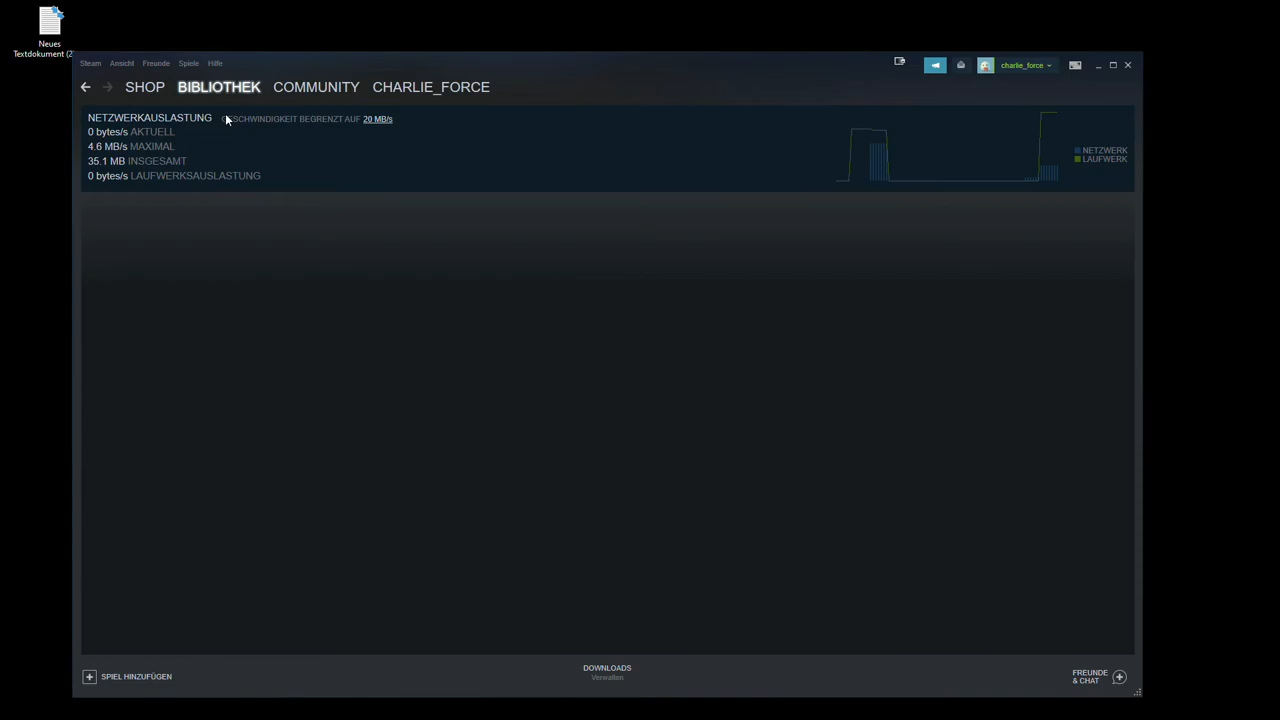 Neues
Textdokument (2
Steam Ansicht Freunde Spiele Hilfe
charlie_force
SHOP BIBLIOTHEK COMMUNITY CHARLIE_FORCE
NETZWERKAUSLASTUNG GESCHWINDIGKEIT BEGRENZT AUF 20 MB/s
0 bytes/s AKTUELL
4.6 MB/s MAXIMAL
35.1 MB INSGESAMT
0 bytes/s LAUFWERKSAUSLASTUNG
NETZWERK
LAUFWERK
SPIEL HINZUFÜGEN
DOWNLOADS
Verwalten
FREUNDE
& CHAT